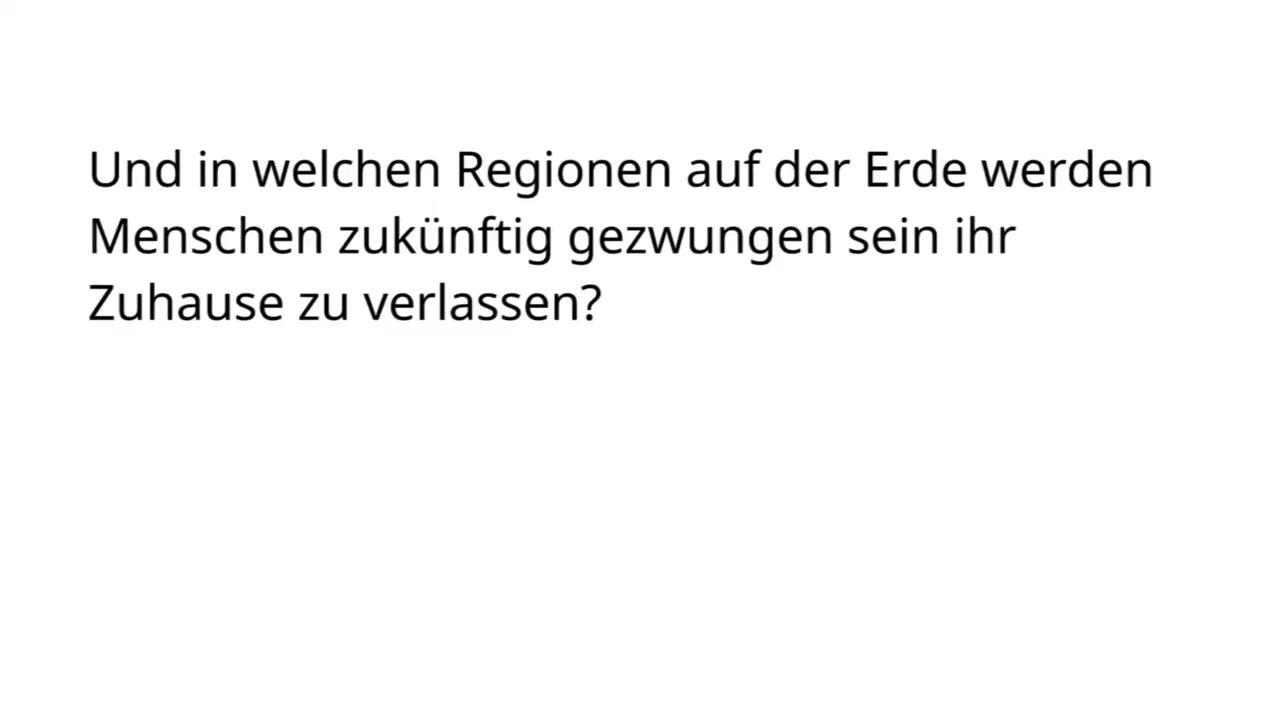 Und in welchen Regionen auf der Erde werden
Menschen zukünftig gezwungen sein ihr
Zuhause zu verlassen?